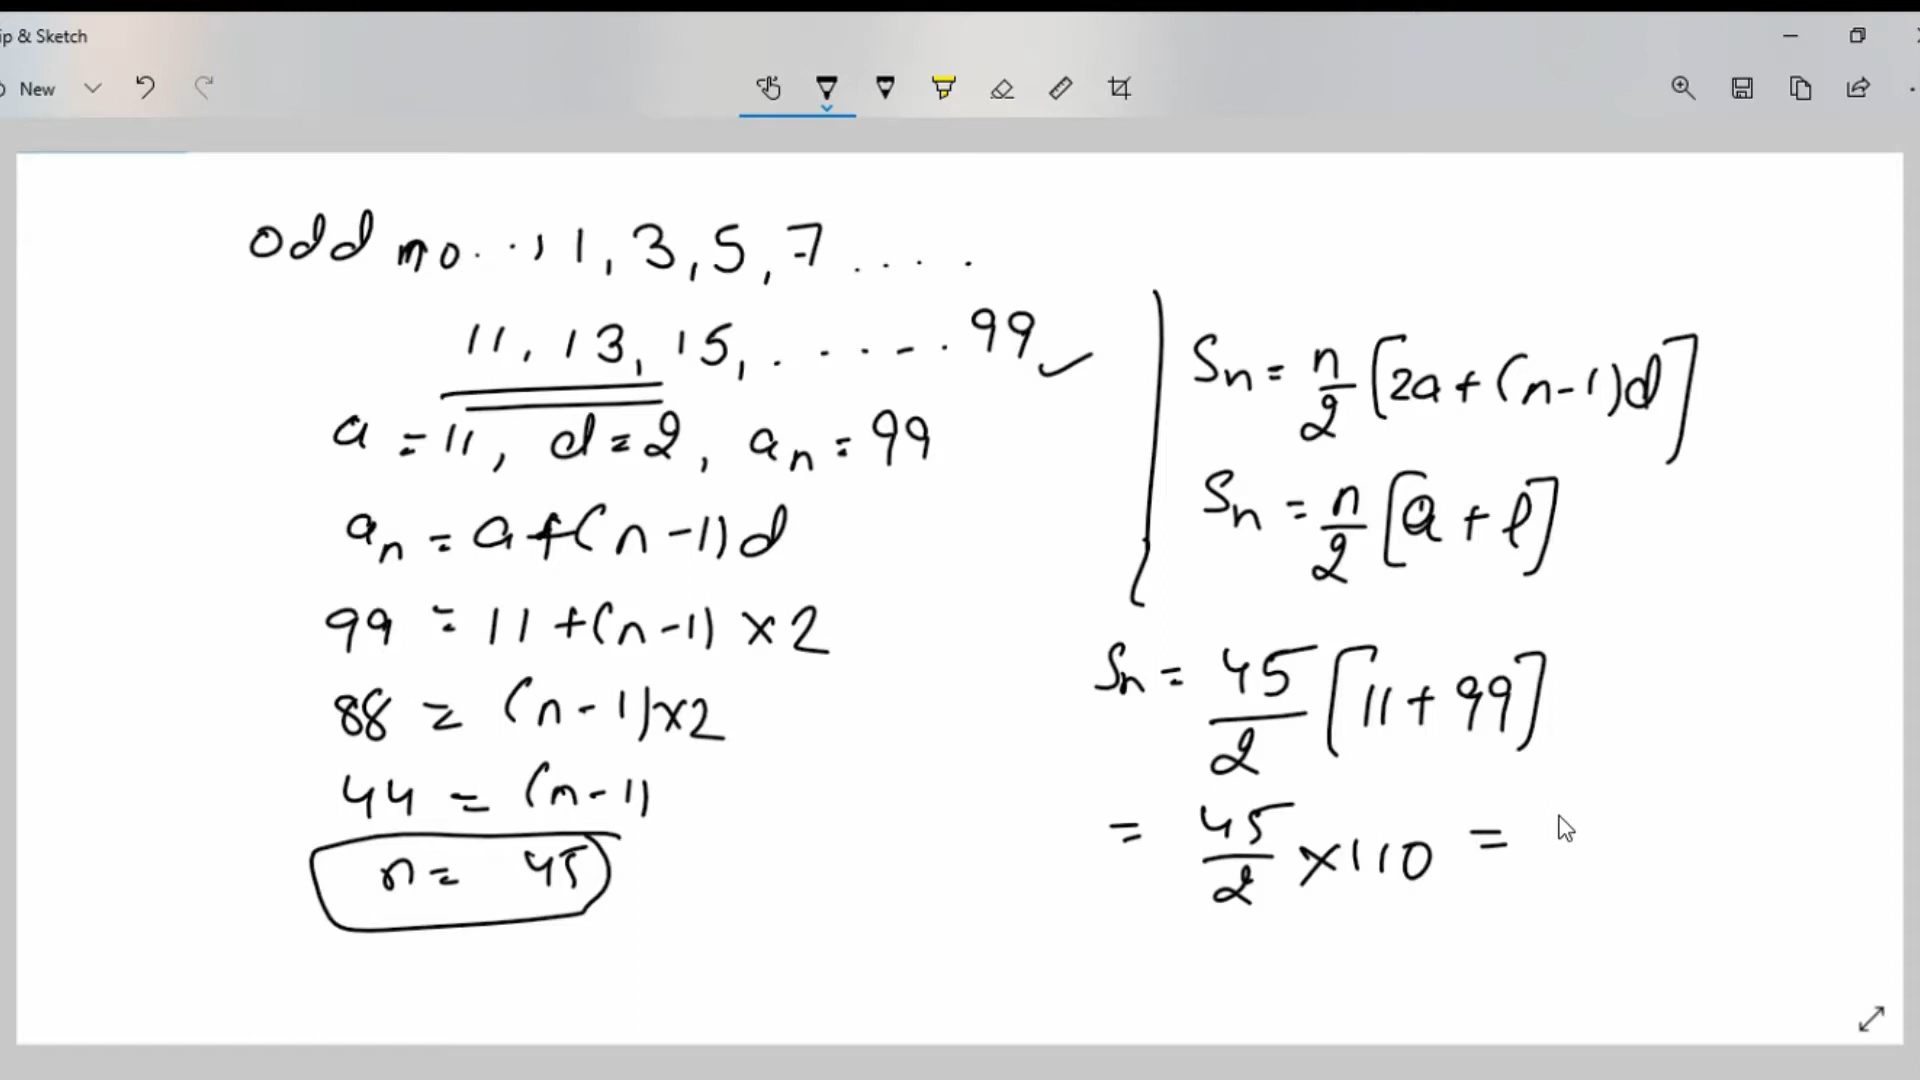 ip & Sketch
New
odd no.., 1, 3, 5, 7 .....
11, 13, 15, ...... 99 ✓
a = 11, d = 2, aₙ = 99
aₙ = a + (n - 1) d
99 = 11 + (n - 1) × 2
88 = (n - 1) × 2
44 = (n - 1)
n = 45
Sₙ = n/2 [2a + (n - 1) d]
Sₙ = n/2 [a + l]
Sₙ = 45/2 [11 + 99]
= 45/2 × 110 =